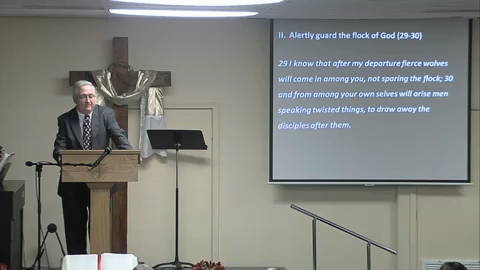 II. Alertly guard the flock of God (29-30)
29 I know that after my departure fierce wolves
will come in among you, not sparing the flock; 30
and from among your own selves will arise men
speaking twisted things, to draw away the
disciples after them.